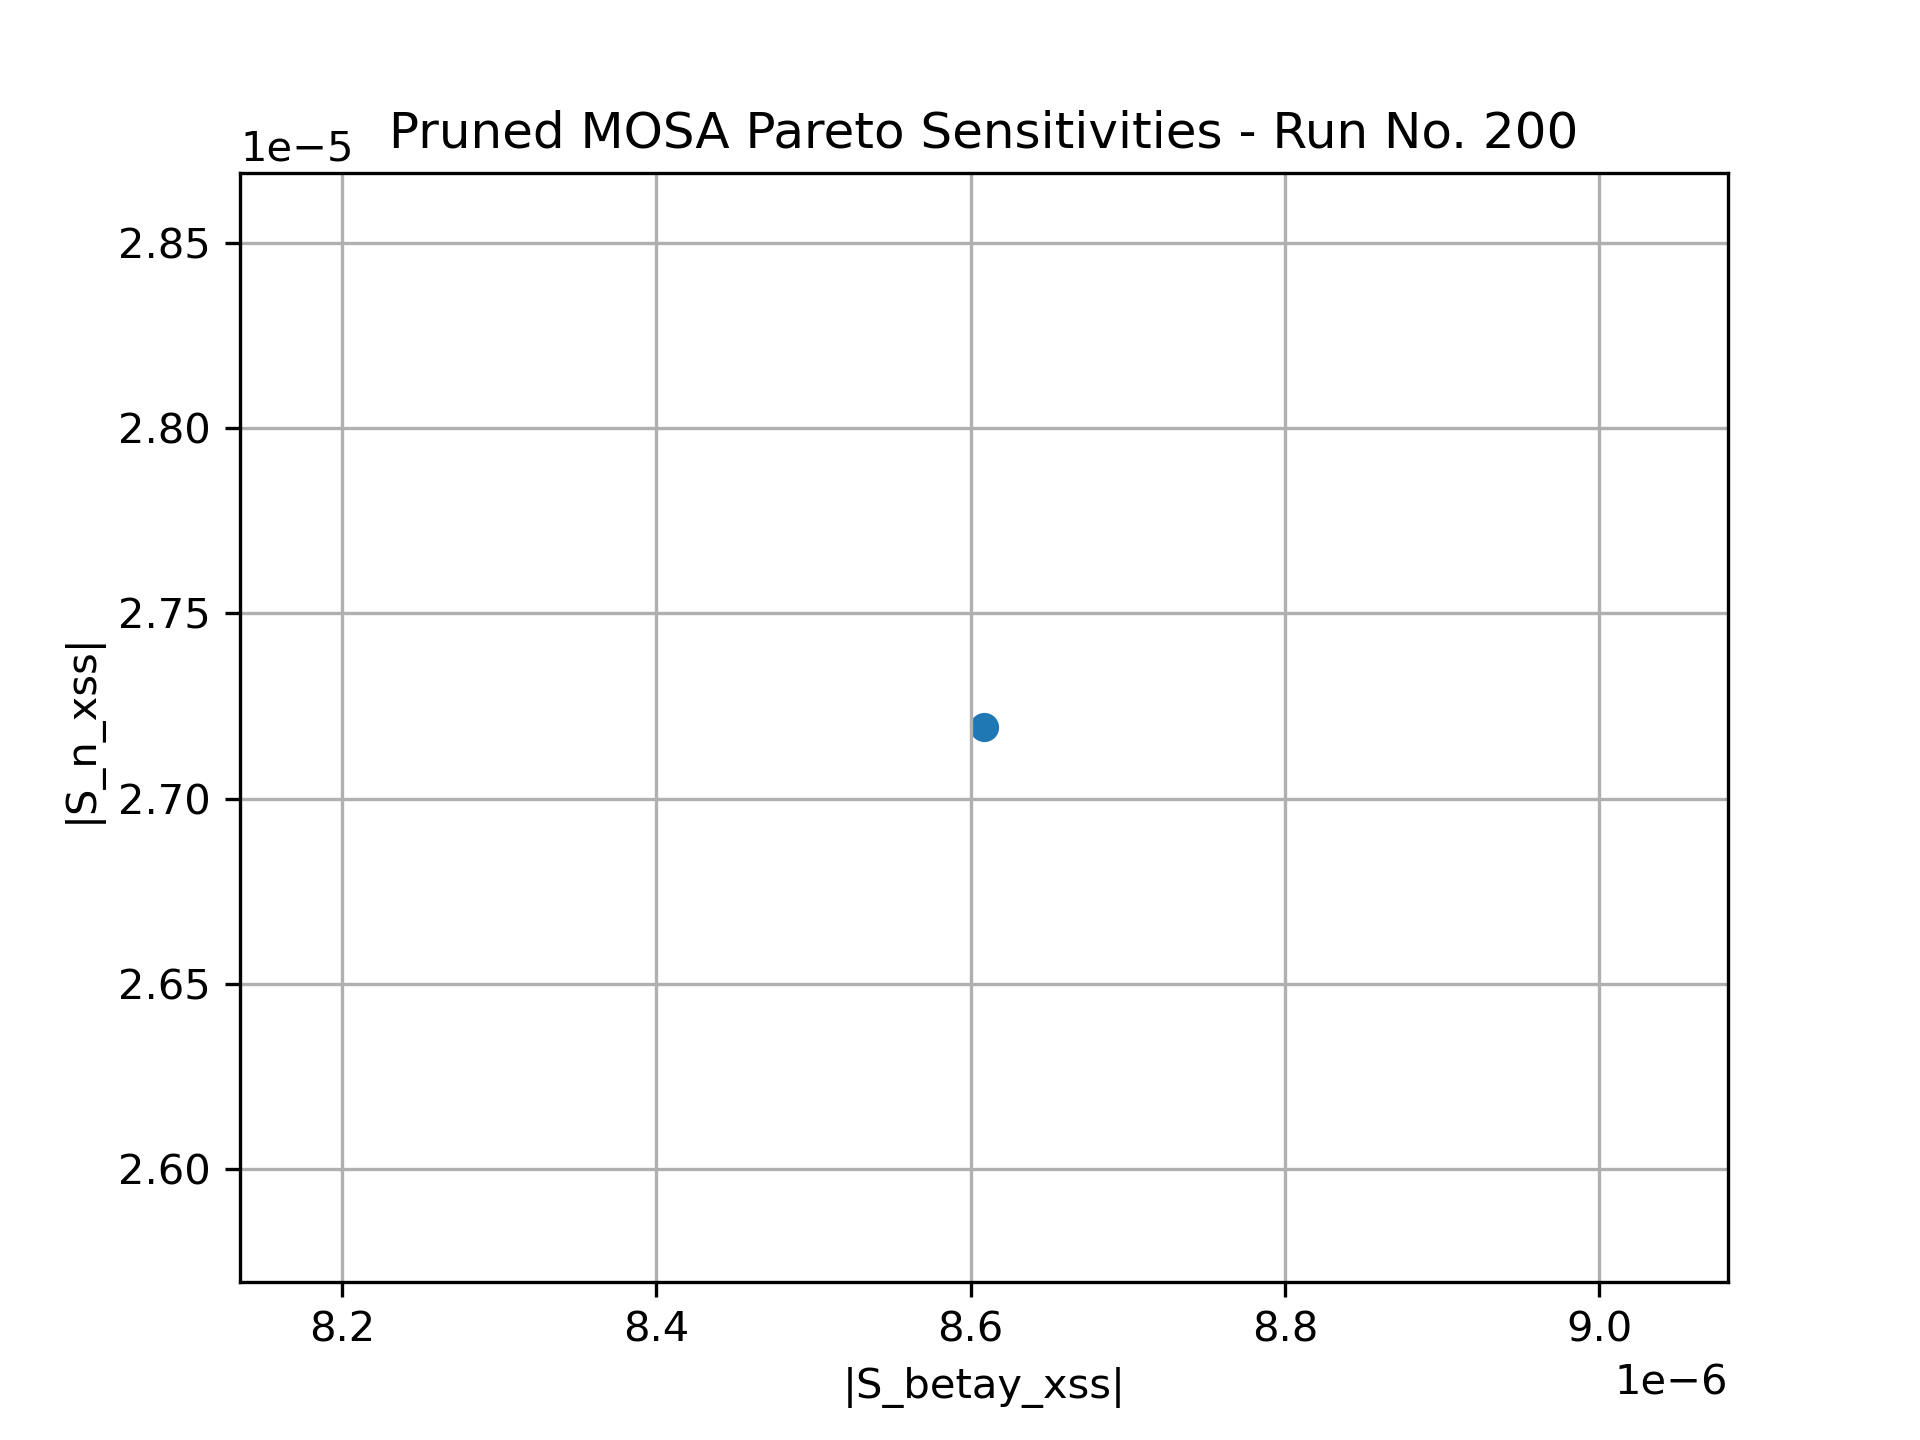 Pruned MOSA Pareto Sensitivities - Run No. 200
1e−5
2.85
2.80
2.75
2.70
2.65
2.60
|S_n_xss|
8.2 8.4 8.6 8.8 9.0
1e−6
|S_betay_xss|